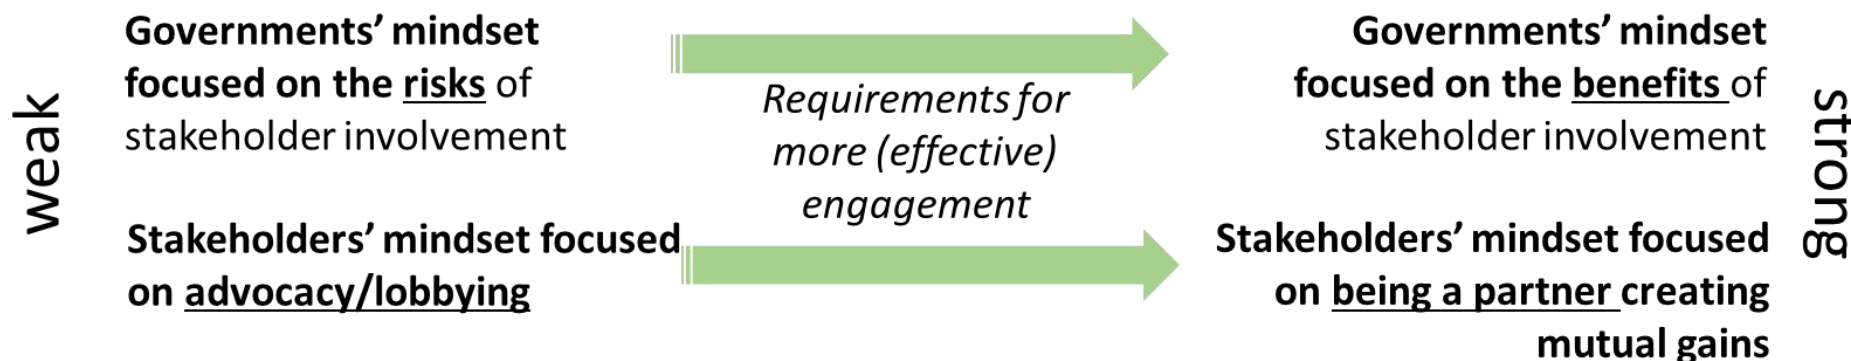 weak
Governments’ mindset
focused on the risks of
stakeholder involvement
Stakeholders’ mindset focused
on advocacy/lobbying
Requirements for
more (effective)
engagement
Governments’ mindset
focused on the benefits of
stakeholder involvement
Stakeholders’ mindset focused
on being a partner creating
mutual gains
strong